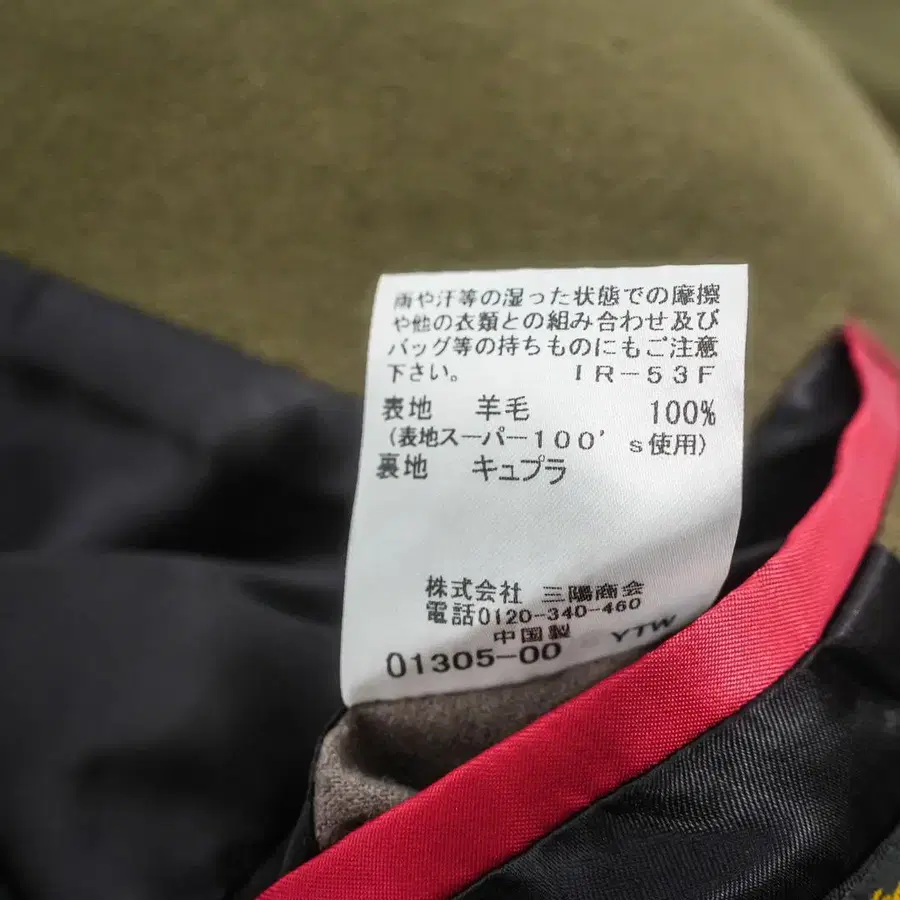 雨や汗等の湿った状態での摩擦
や他の衣類との組み合わせ及び
バッグ等の持ちものにもご注意
下さい。 IR-53F
表地 羊毛 100%
(表地スーパー100's使用)
裏地 キュプラ
株式会社 三陽商会
電話0120-340-460
中国製 YTW
01305-00